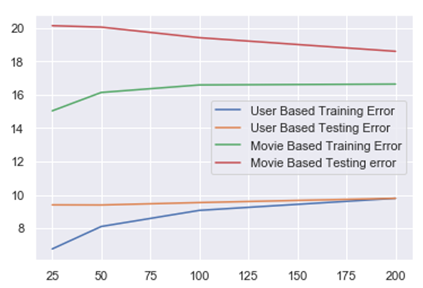 20
18
16
14
12
10
8
User Based Training Error
User Based Testing Error
Movie Based Training Error
Movie Based Testing error
25 50 75 100 125 150 175 200